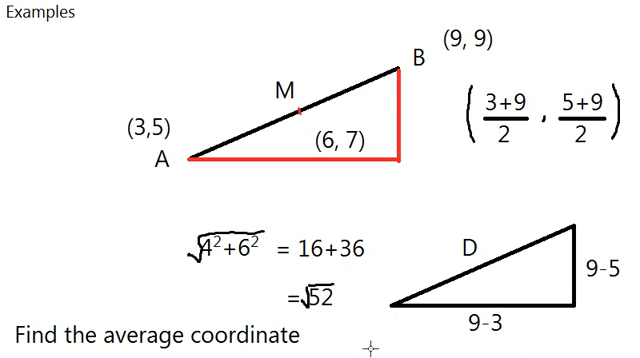 Examples
(9, 9)
B
M
(3+9/2 , 5+9/2)
(3,5)
(6, 7)
A
√4²+6² = 16+36
D
9-5
=√52
9-3
Find the average coordinate